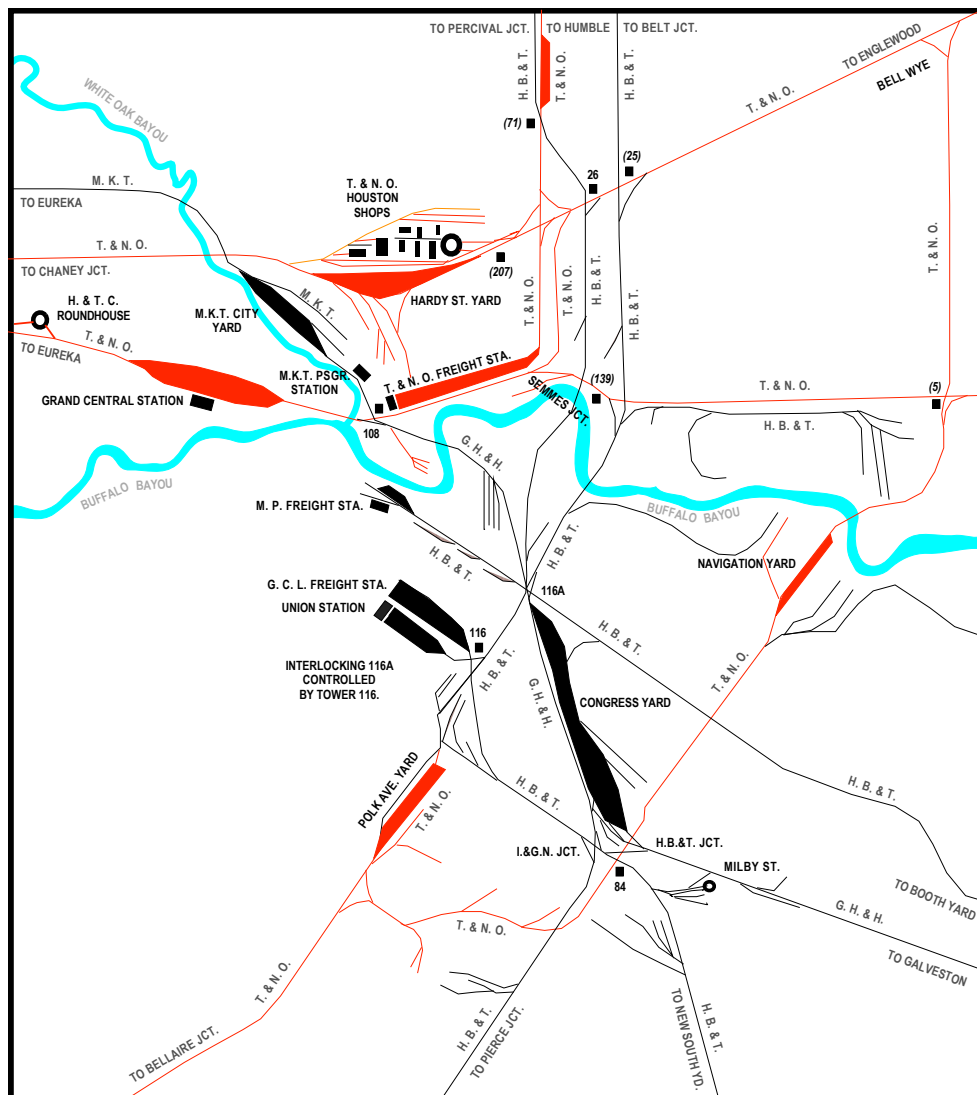 TO PERCIVAL JCT.
TO HUMBLE
TO BELT JCT.
TO ENGLEWOOD
BELL WYE
H. B. & T.
T. & N. O.
H. B. & T.
T. & N. O.
WHITE OAK BAYOU
(71)
26
(25)
M. K. T.
TO EUREKA
T. & N. O.
HOUSTON
SHOPS
T. & N. O.
TO CHANEY JCT.
(207)
H. B. & T.
T. & N. O.
T. & N. O.
T. & N. O.
H. B. & T.
H. & T. C.
ROUNDHOUSE
M. K. T.
HARDY ST. YARD
M.K.T. CITY
YARD
T. & N. O.
TO EUREKA
M.K.T. PSGR.
STATION
T. & N. O. FREIGHT STA.
SEMMES JCT.
(139)
T. & N. O.
(5)
GRAND CENTRAL STATION
108
H. B. & T.
G. H. & H.
BUFFALO BAYOU
M. P. FREIGHT STA.
BUFFALO BAYOU
H. B. & T.
H. B. & T.
NAVIGATION YARD
G. C. L. FREIGHT STA.
116A
UNION STATION
116
H. B. & T.
INTERLOCKING 116A
CONTROLLED
BY TOWER 116.
H. B. & T.
G. H. & H.
T. & N. O.
CONGRESS YARD
POLK AVE. YARD
H. B. & T.
H. B. & T.
T. & N. O.
I.&G.N. JCT.
H.B.&T. JCT.
MILBY ST.
84
TO BOOTH YARD
G. H. & H.
T. & N. O.
TO GALVESTON
T. & N. O.
H. B. & T.
TO PIERCE JCT.
TO NEW SOUTH YD.
H. B. & T.
TO BELLAIRE JCT.